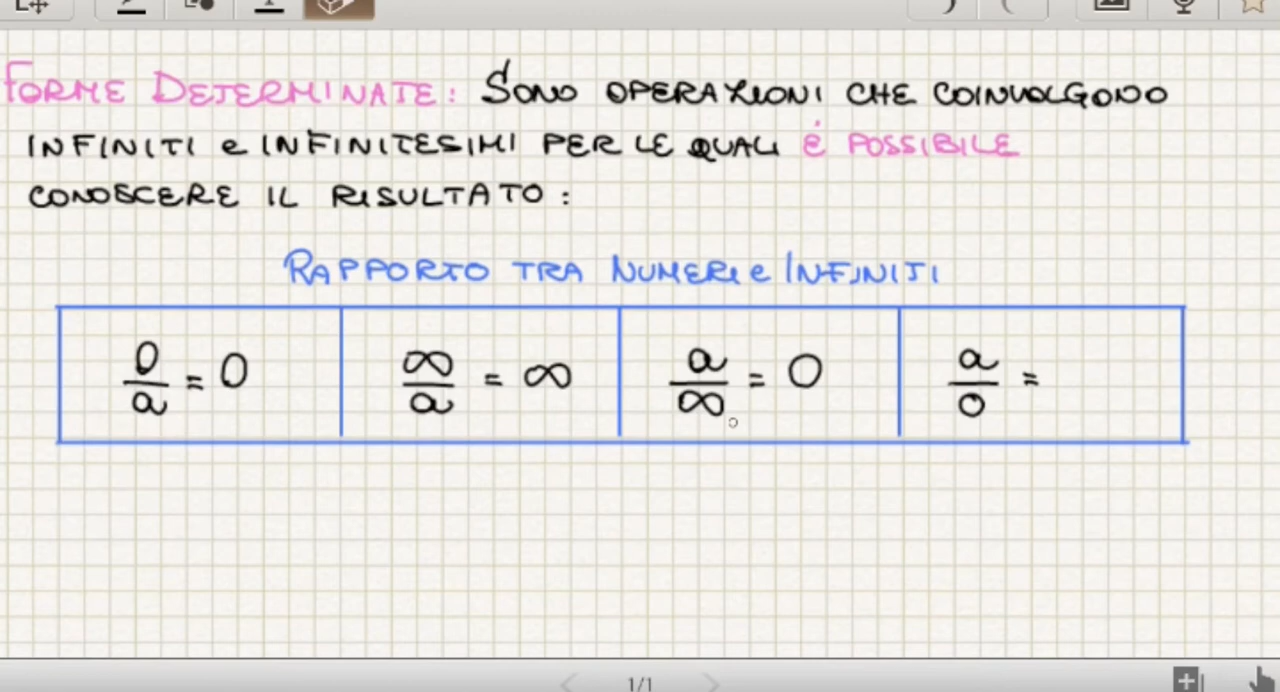 FORME DETERMINATE: SONO OPERAZIONI CHE COINVOLGONO
INFINITI e INFINITESIMI PER LE QUALI È POSSIBILE
CONOSCERE IL RISULTATO:
RAPPORTO TRA NUMERI e INFINITI
0/a = 0 ∞/a = ∞ a/∞ = 0 a/0 =
1/1